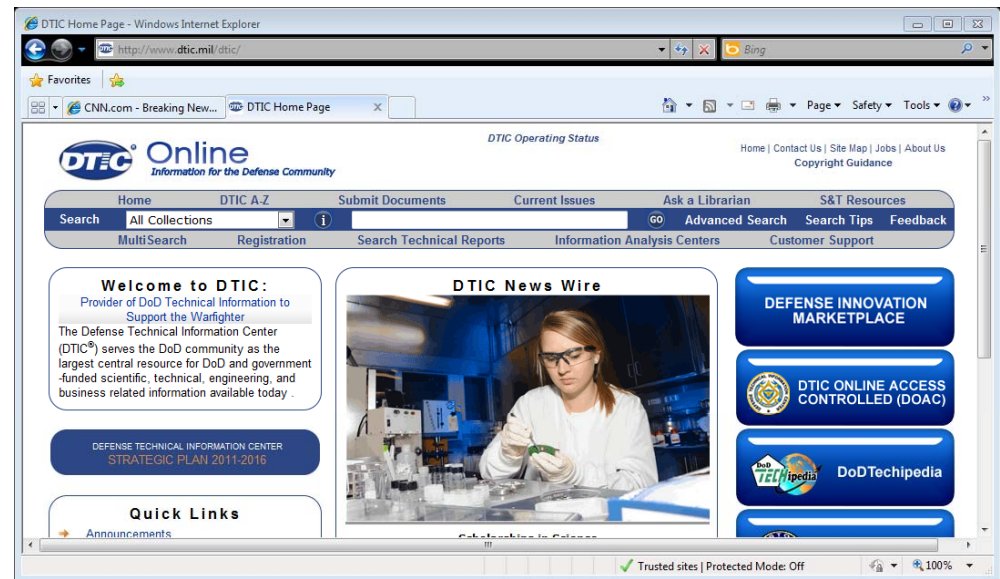 DTIC Home Page - Windows Internet Explorer
http://www.dtic.mil/dtic/
Bing
Favorites
CNN.com - Breaking New...
DTIC Home Page
Page
Safety
Tools
DTIC Online
Information for the Defense Community
DTIC Operating Status
Home | Contact Us | Site Map | Jobs | About Us
Copyright Guidance
Home DTIC A-Z Submit Documents Current Issues Ask a Librarian S&T Resources
Search All Collections GO Advanced Search Search Tips Feedback
MultiSearch Registration Search Technical Reports Information Analysis Centers Customer Support
Welcome to DTIC:
Provider of DoD Technical Information to
Support the Warfighter
The Defense Technical Information Center
(DTIC®) serves the DoD community as the
largest central resource for DoD and government
-funded scientific, technical, engineering, and
business related information available today .
DEFENSE TECHNICAL INFORMATION CENTER
STRATEGIC PLAN 2011-2016
Quick Links
Announcements
DTIC News Wire
Scholarships in Science
DEFENSE INNOVATION
MARKETPLACE
DTIC ONLINE ACCESS
CONTROLLED (DOAC)
DoD
TECHipedia
DoDTechipedia
Trusted sites | Protected Mode: Off
100%